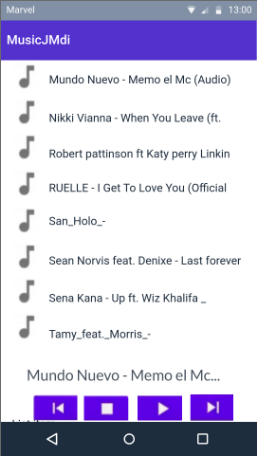 Marvel 13:00
MusicJMdi
Mundo Nuevo - Memo el Mc (Audio)
Nikki Vianna - When You Leave (ft.
Robert pattinson ft Katy perry Linkin
RUELLE - I Get To Love You (Official
San_Holo_-
Sean Norvis feat. Denixe - Last forever
Sena Kana - Up ft. Wiz Khalifa _
Tamy_feat._Morris_-
Mundo Nuevo - Memo el Mc...